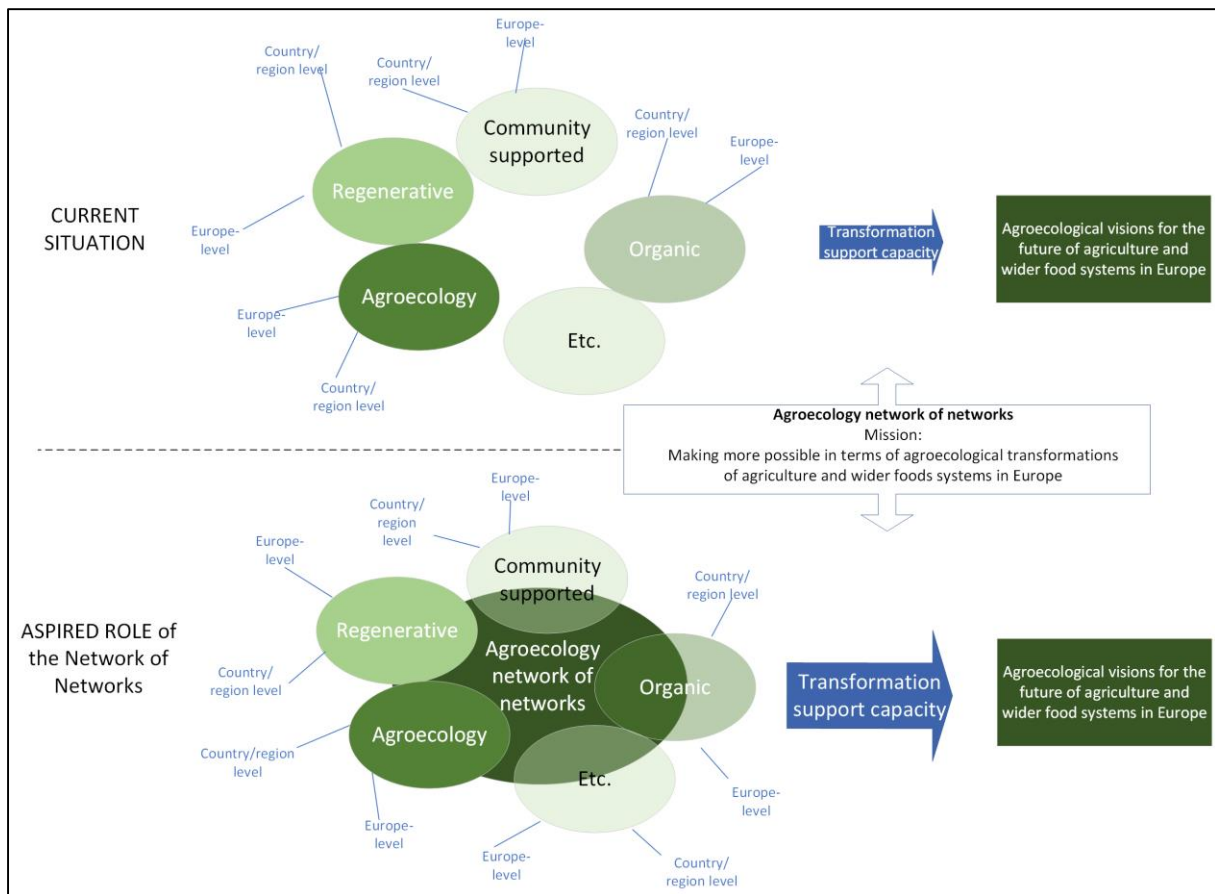 Europe-
level
Country/
region level
Country/
region level
Community
supported
Country/
region level
Europe-
level
Regenerative
CURRENT
SITUATION
Europe-
level
Organic
Transformation
support capacity
Agroecological visions for the
future of agriculture and
wider food systems in Europe
Agroecology
Europe-
level
Etc.
Country/
region level
Agroecology network of networks
Mission:
Making more possible in terms of agroecological transformations
of agriculture and wider foods systems in Europe
Europe-
level
Country/
region
level
Europe-
level
Community
supported
Country/
region level
Regenerative
ASPIRED ROLE of
the Network of
Networks
Agroecology
network of
networks
Country/
region level
Organic
Transformation
support capacity
Agroecological visions for the
future of agriculture and
wider food systems in Europe
Agroecology
Country/region
level
Etc.
Europe-
level
Europe-
level
Europe-
level
Country/
region level